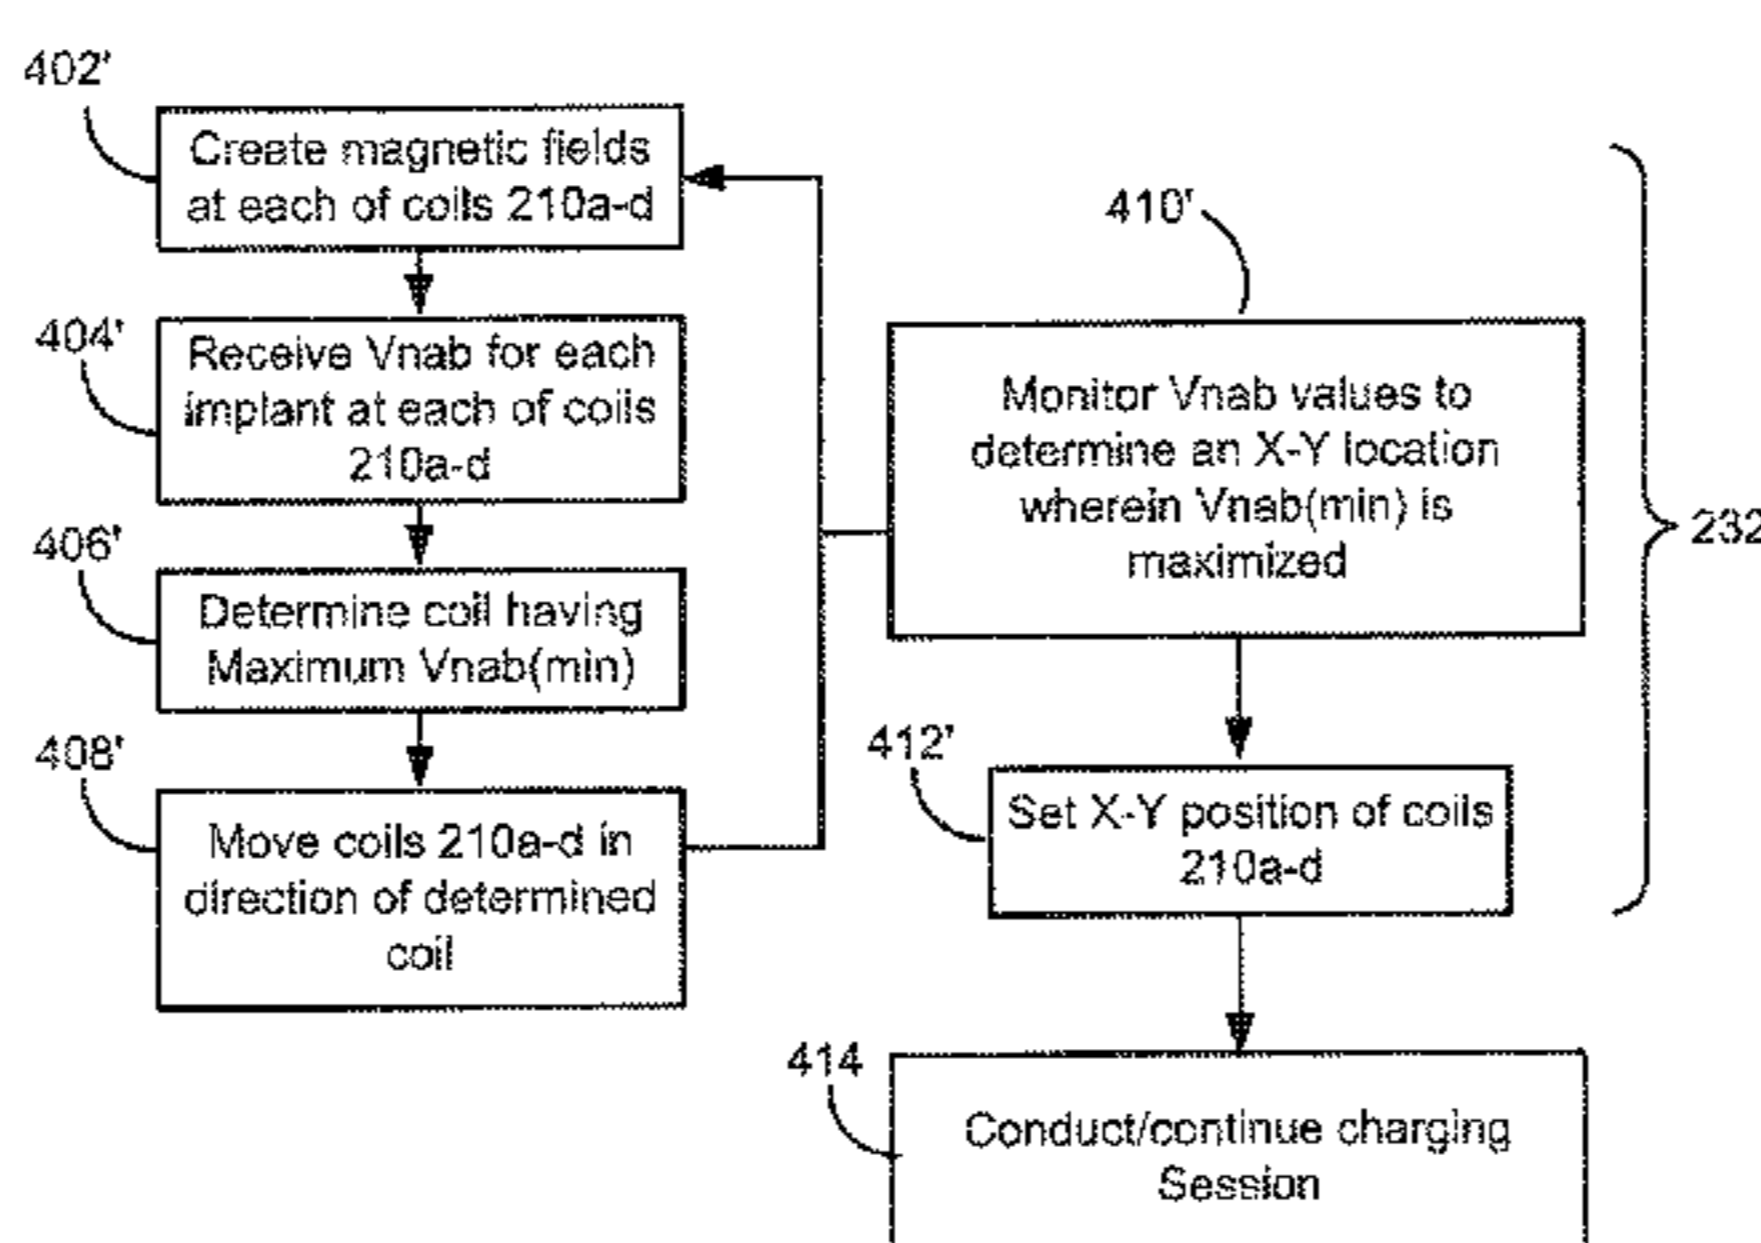 402'
Create magnetic fields
at each of coils 210a-d
404'
Receive Vnab for each
implant at each of coils
210a-d
406'
Determine coil having
Maximum Vnab(min)
408'
Move coils 210a-d in
direction of determined
coil
410'
Monitor Vnab values to
determine an X-Y location
wherein Vnab(min) is
maximized
232
412'
Set X-Y position of coils
210a-d
414
Conduct/continue charging
Session